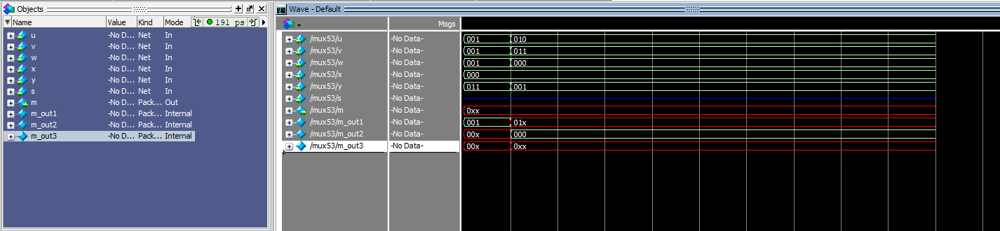 Objects
Name Value Kind Mode 191 ps
u -No D... Net In
v -No D... Net In
w -No D... Net In
x -No D... Net In
y -No D... Net In
s -No D... Net In
m -No D... Pack... Out
m_out1 -No D... Pack... Internal
m_out2 -No D... Pack... Internal
m_out3 -No D... Pack... Internal
Wave - Default
Msgs
/mux53/u -No Data- 001 010
/mux53/v -No Data- 001 011
/mux53/w -No Data- 001 000
/mux53/x -No Data- 000
/mux53/y -No Data- 011 001
/mux53/s -No Data-
/mux53/m -No Data- 0xx
/mux53/m_out1 -No Data- 001 01x
/mux53/m_out2 -No Data- 00x 000
/mux53/m_out3 -No Data- 00x 0xx